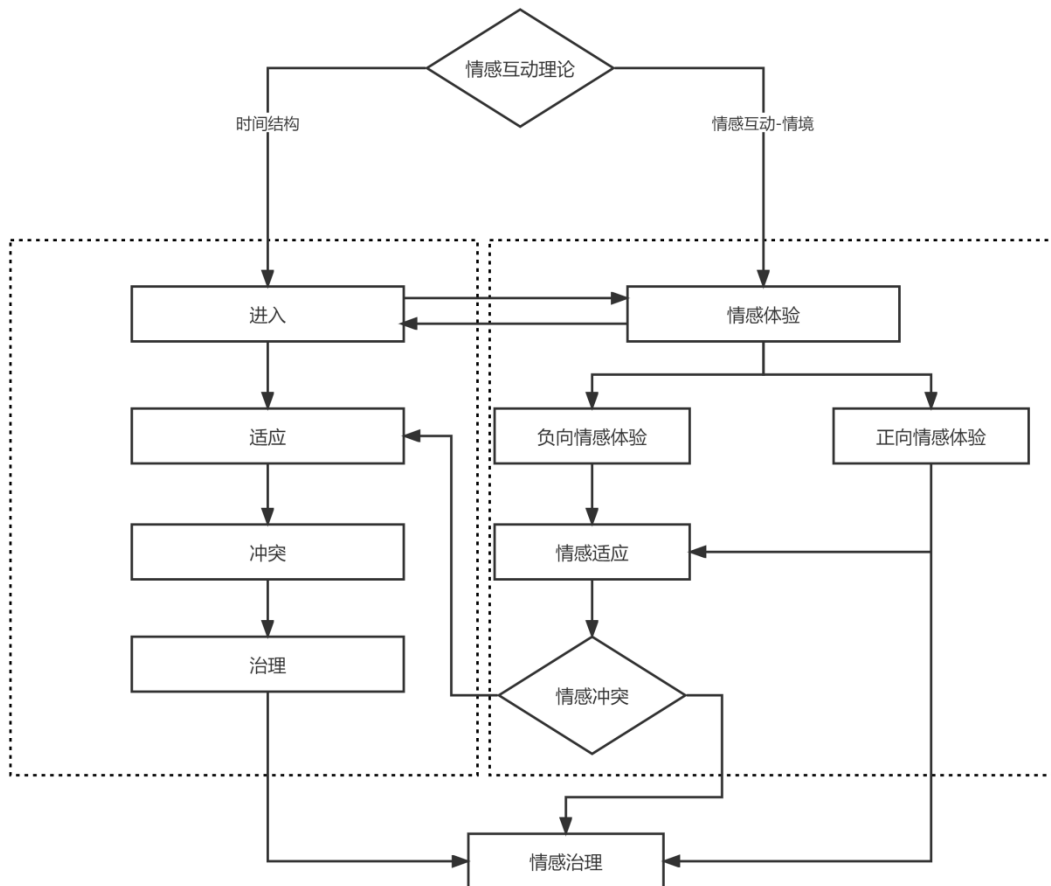 情感互动理论
时间结构
情感互动-情境
进入
情感体验
适应
负向情感体验
正向情感体验
冲突
情感适应
治理
情感冲突
情感治理